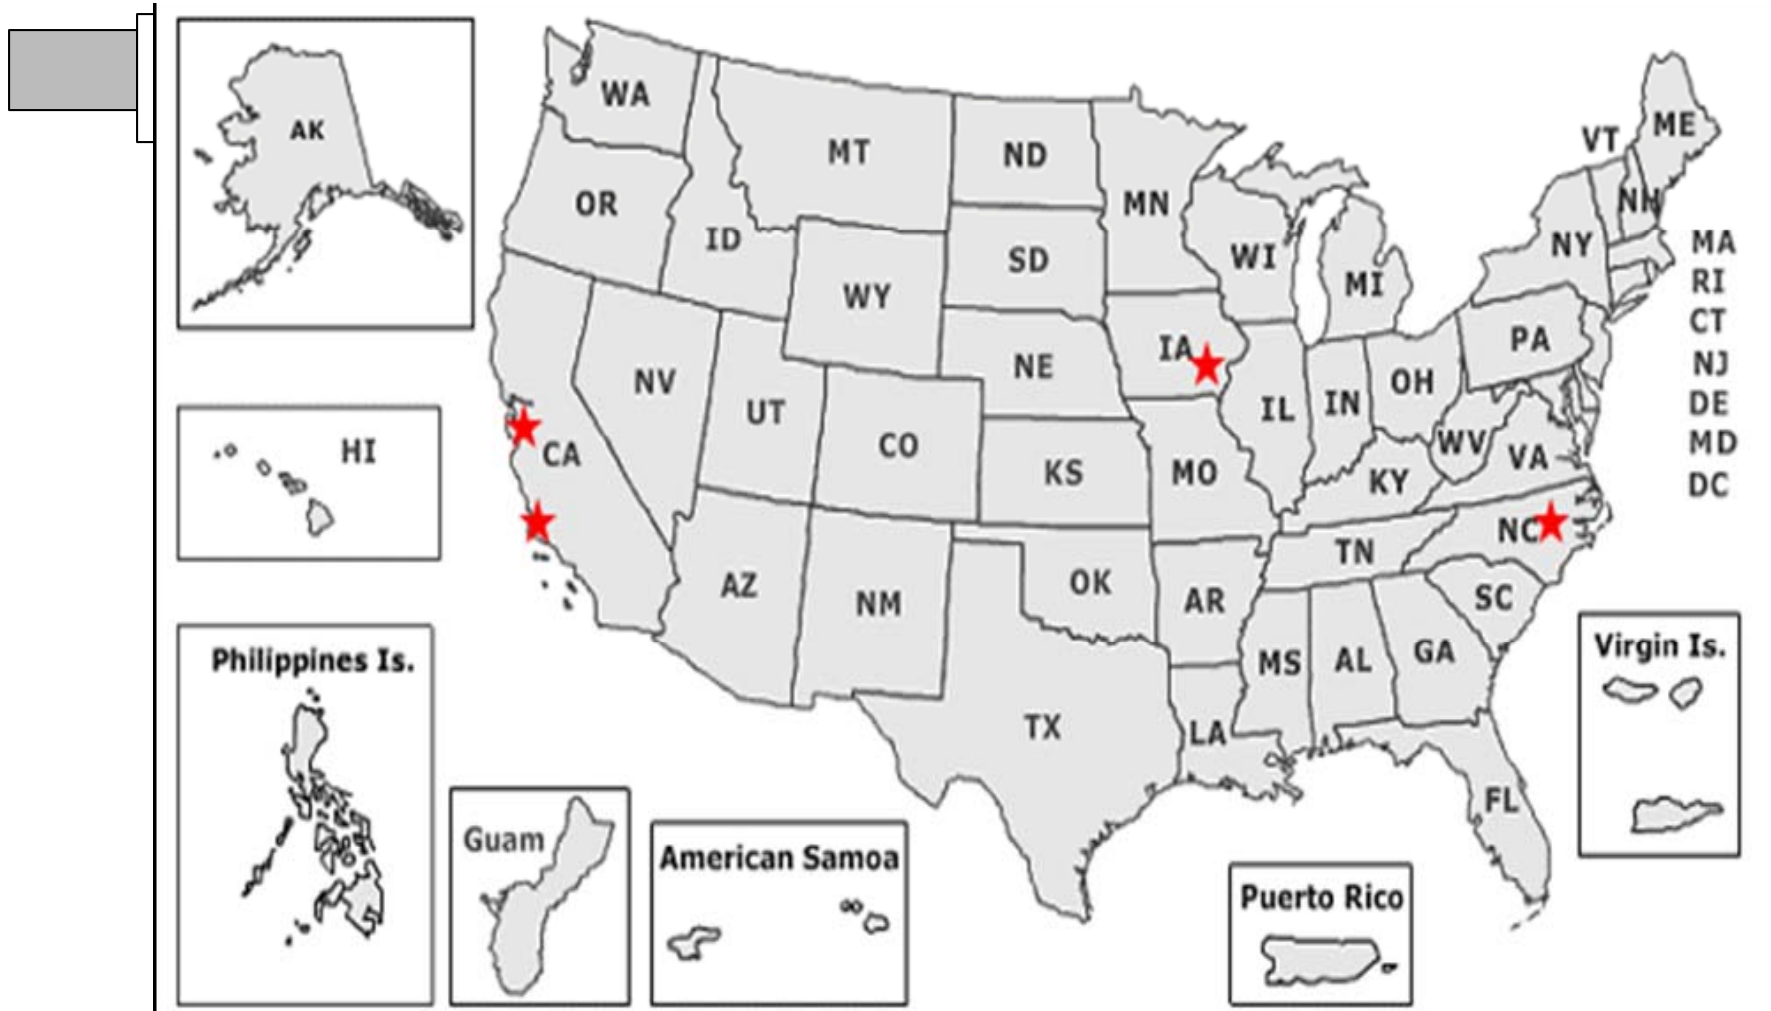 AK
WA
MT
ND
MN
VT
ME
OR
ID
SD
WI
MI
NY
NH
MA
RI
CT
NJ
DE
MD
DC
WY
IA
NE
PA
NV
UT
CO
IL
IN
OH
HI
CA
KS
MO
KY
WV
VA
AZ
NM
OK
AR
TN
NC
SC
MS
AL
GA
TX
LA
FL
Philippines Is.
Guam
American Samoa
Puerto Rico
Virgin Is.